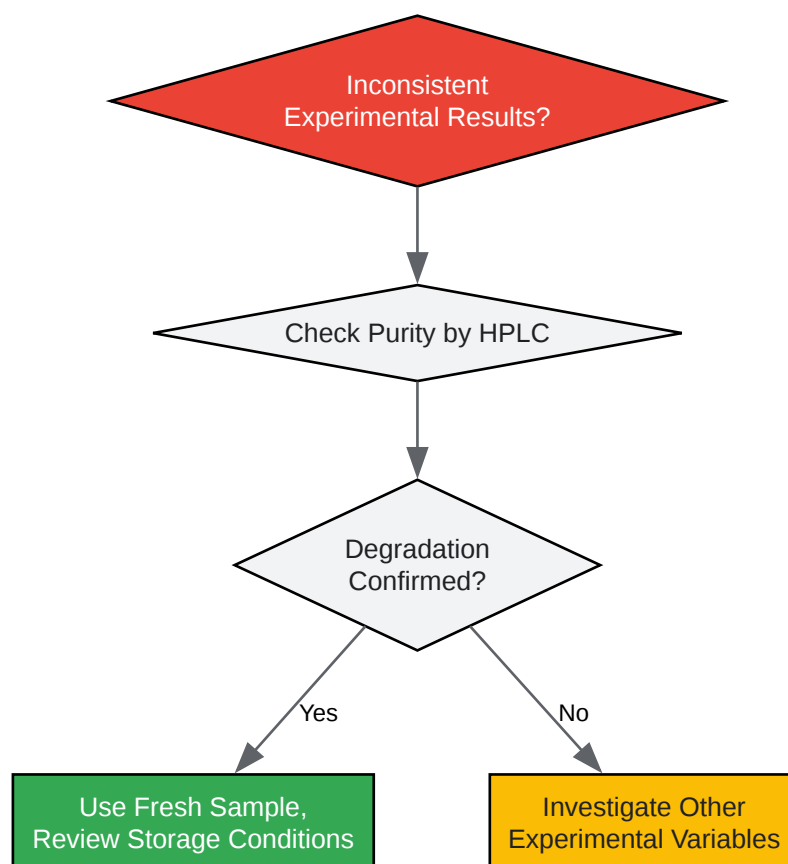 Inconsistent
Experimental Results?
Check Purity by HPLC
Degradation
Confirmed?
Yes
No
Use Fresh Sample,
Review Storage Conditions
Investigate Other
Experimental Variables